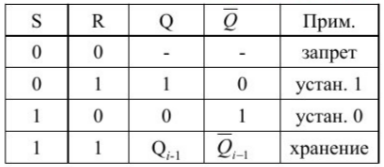 S R Q Q̅ Прим.
0 0 - - запрет
0 1 1 0 устан. 1
1 0 0 1 устан. 0
1 1 Qi-1 Q̅i-1 хранение